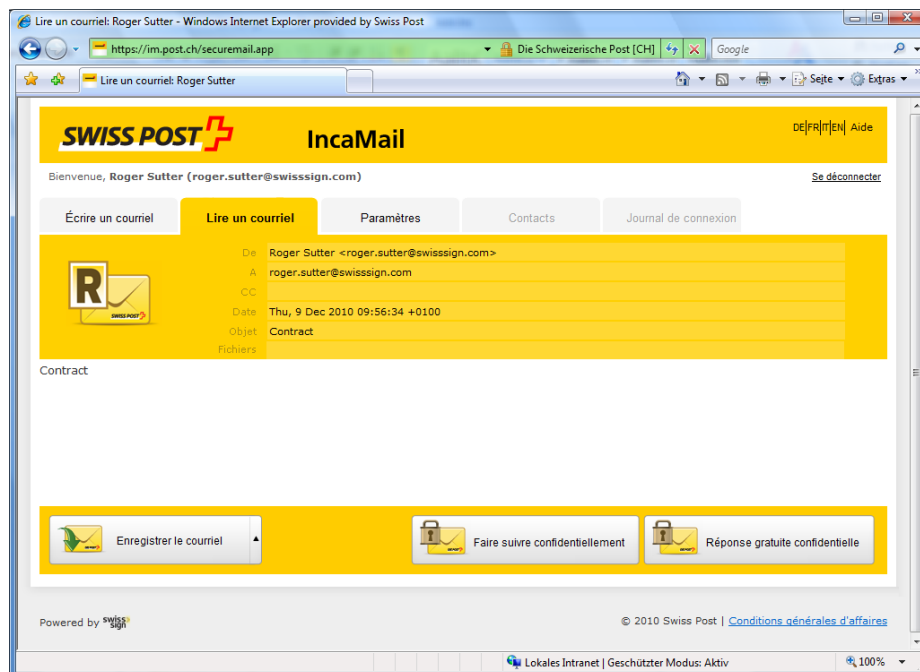 Lire un courriel: Roger Sutter - Windows Internet Explorer provided by Swiss Post
https://im.post.ch/securemail.app
Die Schweizerische Post [CH]
Google
Lire un courriel: Roger Sutter
Seite
Extras
SWISS POST
IncaMail
DE|FR|IT|EN| Aide
Bienvenue, Roger Sutter (roger.sutter@swisssign.com)
Se déconnecter
Écrire un courriel
Lire un courriel
Paramètres
Contacts
Journal de connexion
R
SWISS POST
De Roger Sutter <roger.sutter@swisssign.com>
A roger.sutter@swisssign.com
CC
Date Thu, 9 Dec 2010 09:56:34 +0100
Objet Contract
Fichiers
Contract
Enregistrer le courriel
Faire suivre confidentiellement
Réponse gratuite confidentielle
Powered by swiss sign
© 2010 Swiss Post | Conditions générales d'affaires
Lokales Intranet | Geschützter Modus: Aktiv
100%